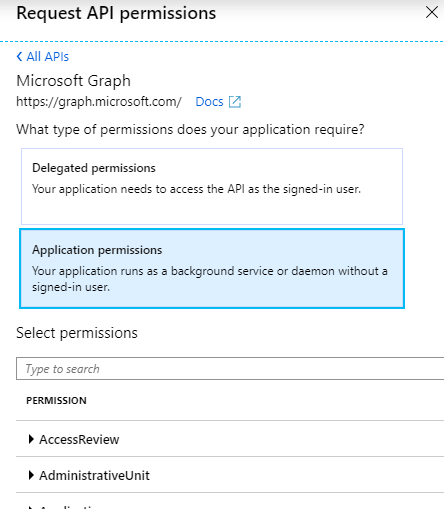 Request API permissions
All APIs
Microsoft Graph
https://graph.microsoft.com/ Docs
What type of permissions does your application require?
Delegated permissions
Your application needs to access the API as the signed-in user.
Application permissions
Your application runs as a background service or daemon without a
signed-in user.
Select permissions
Type to search
PERMISSION
AccessReview
AdministrativeUnit